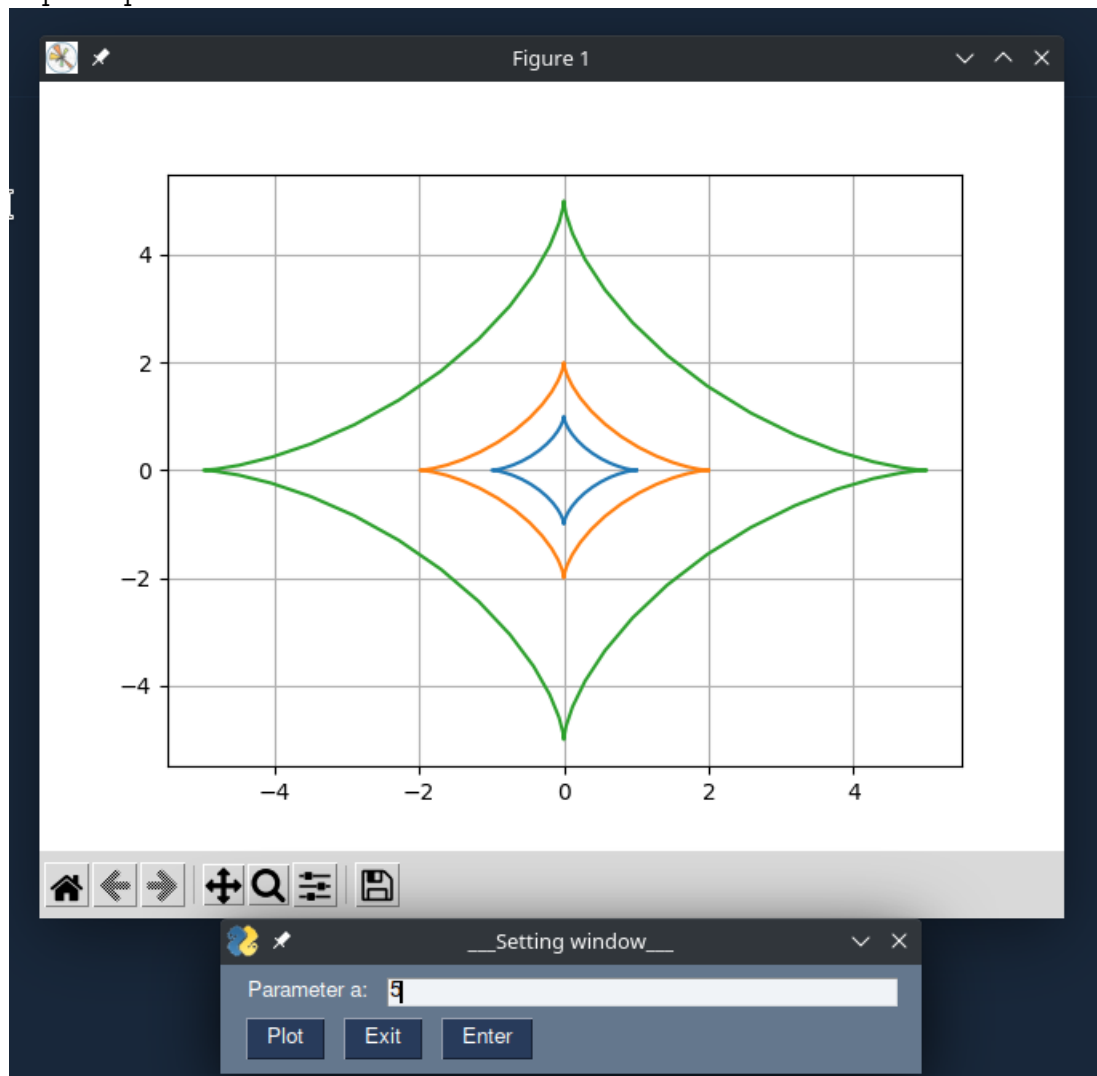 Figure 1
4
2
0
−2
−4
−4 −2 0 2 4
___Setting window___
Parameter a: 5
Plot Exit Enter